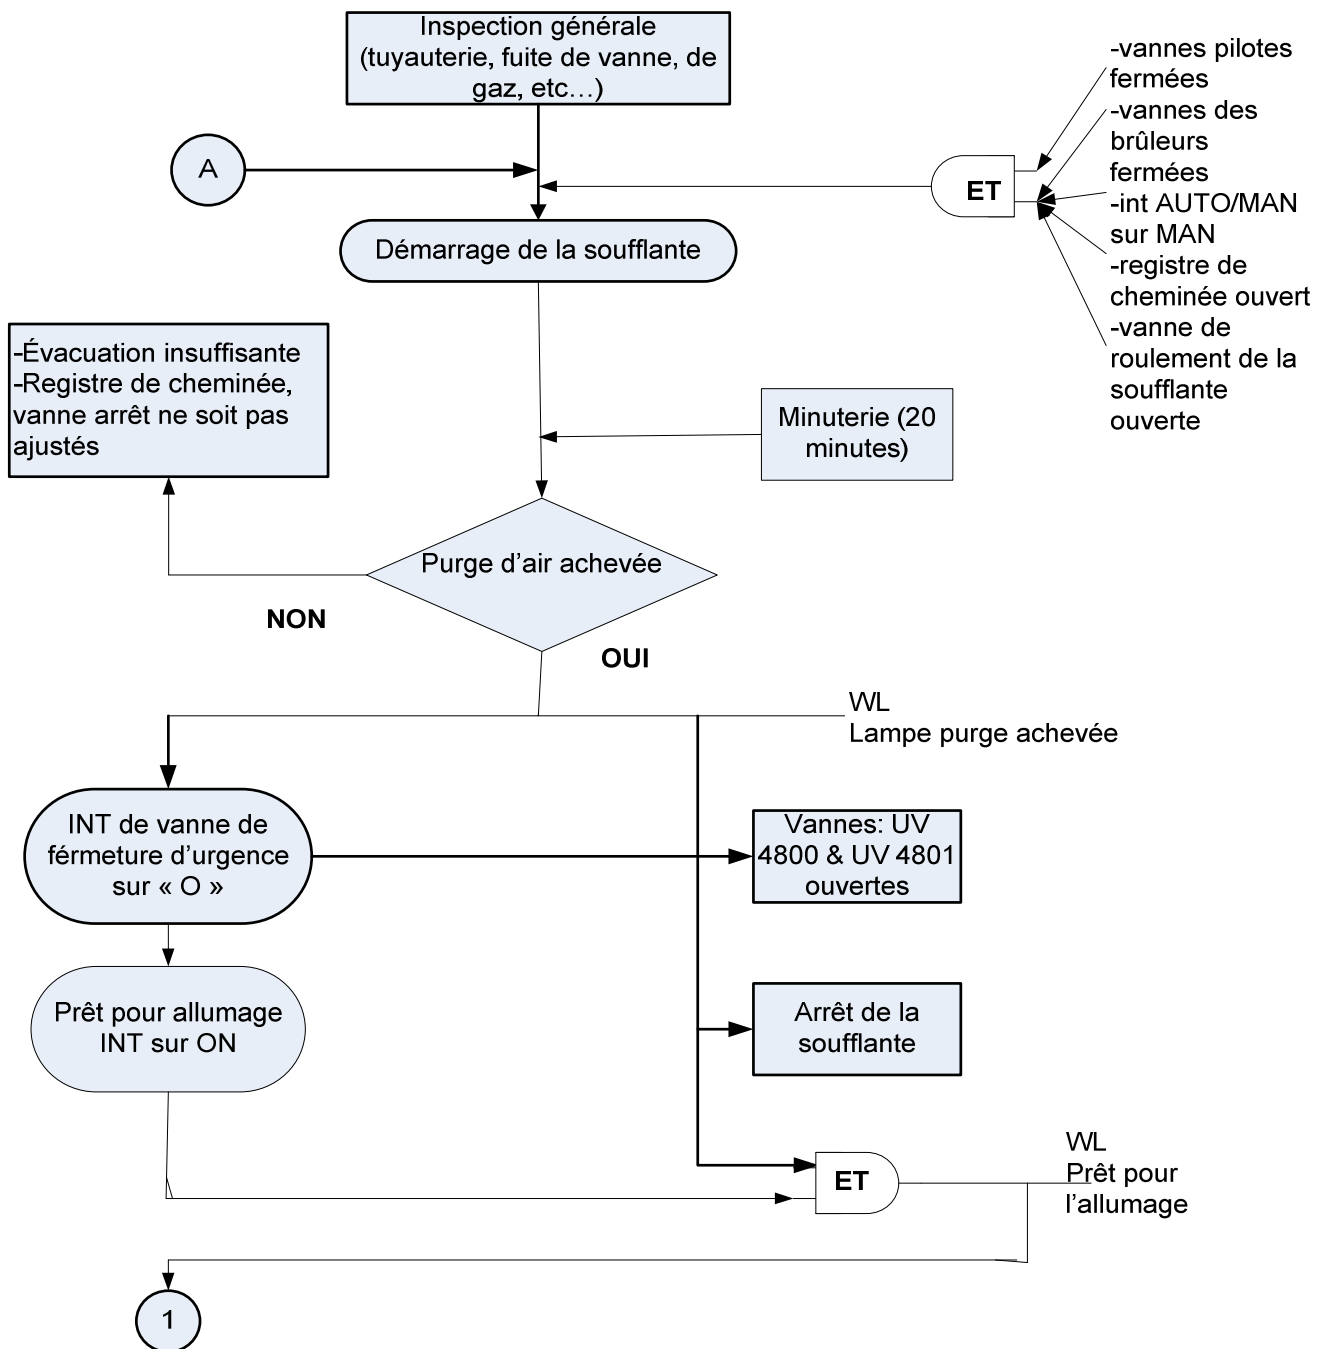 Inspection générale
(tuyauterie, fuite de vanne, de
gaz, etc…)
-vannes pilotes
fermées
-vannes des
brûleurs
fermées
-int AUTO/MAN
sur MAN
-registre de
cheminée ouvert
-vanne de
roulement de la
soufflante
ouverte
A
ET
Démarrage de la soufflante
-Évacuation insuffisante
-Registre de cheminée,
vanne arrêt ne soit pas
ajustés
Minuterie (20
minutes)
Purge d’air achevée
NON
OUI
WL
Lampe purge achevée
INT de vanne de
férmeture d’urgence
sur « O »
Vannes: UV
4800 & UV 4801
ouvertes
Prêt pour allumage
INT sur ON
Arrêt de la
soufflante
ET
WL
Prêt pour
l’allumage
1